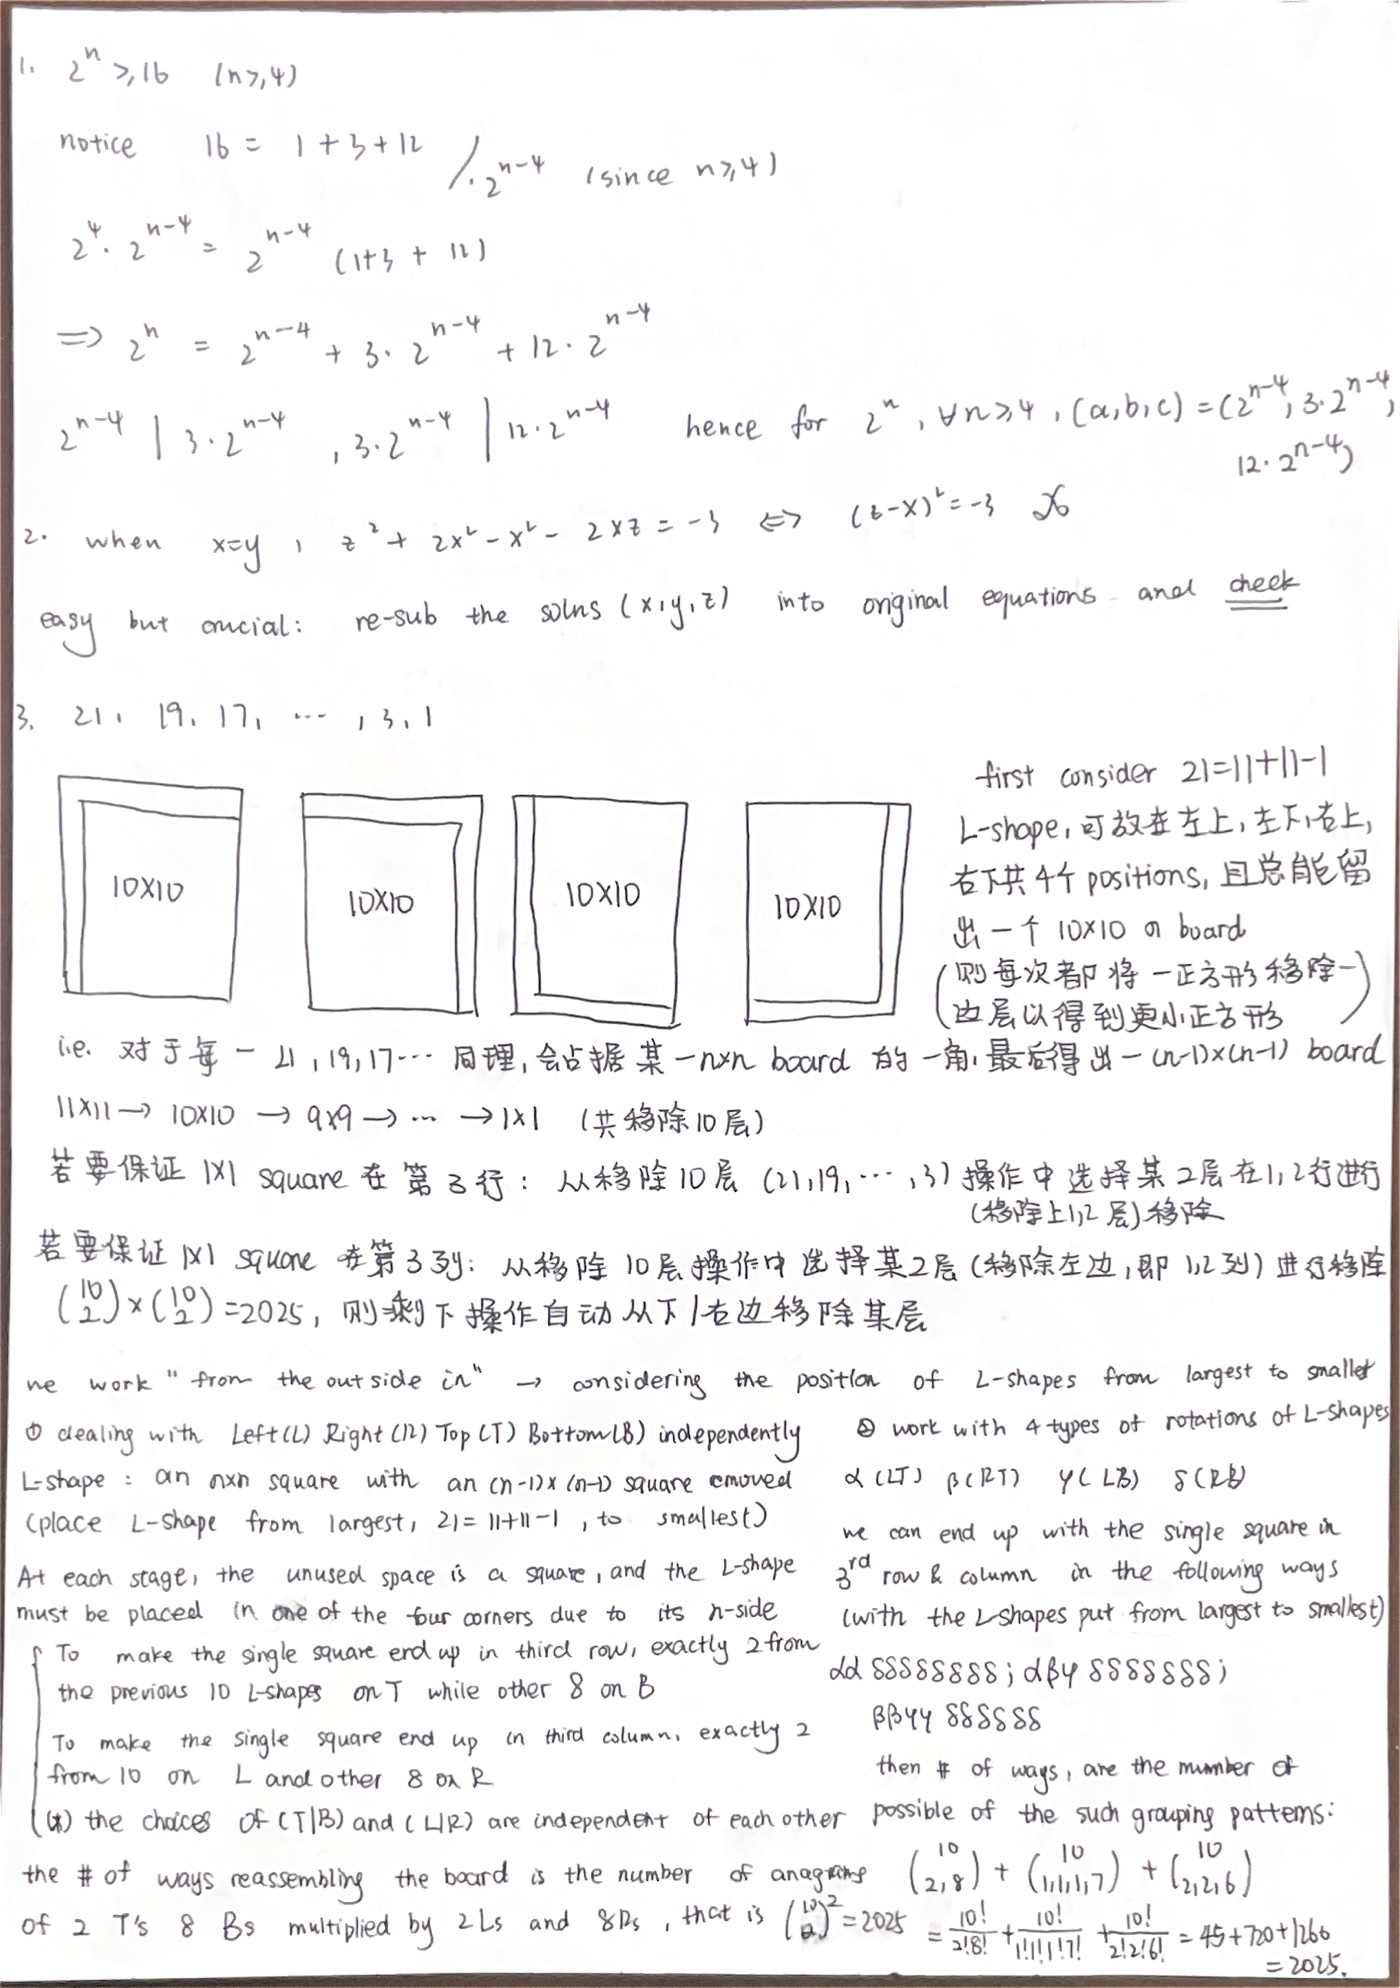 1. 2^n ≥ 16 (n ≥ 4)
notice 16 = 1 + 3 + 12 /· 2^{n-4} (since n ≥ 4)
2^4 · 2^{n-4} = 2^{n-4} (1+3 + 12)
⇒ 2^n = 2^{n-4} + 3 · 2^{n-4} + 12 · 2^{n-4}
2^{n-4} | 3 · 2^{n-4} , 3 · 2^{n-4} | 12 · 2^{n-4} hence for 2^n, ∀n ≥ 4, (a,b,c) = (2^{n-4}, 3·2^{n-4},
12 · 2^{n-4})
2. when x=y , z^2 + 2x^2 - x^2 - 2xz = -3 ⟺ (z-x)^2 = -3
easy but crucial: re-sub the solns (x,y,z) into original equations and check
3. 21, 19, 17, ... , 3, 1
10X10
10X10
10X10
10X10
first consider 21=11+11-1
L-shape, 可放在左上,左下,右上,
右下共4个 positions, 且总能留
出一个 10X10 的 board
(则每次都即将一正方形移除一
边层以得到更小正方形)
i.e. 对于每一 21, 19, 17... 同理, 会占据某一 nxn board 的一角, 最后得出一 (n-1)x(n-1) board
11X11 → 10X10 → 9x9 → ... → 1X1 (共移除10层)
若要保证 1X1 square 在第3行: 从移除10层 (21,19, ... ,3) 操作中选择某2层在1,2行进行
(移除上1,2层)移除
若要保证 1X1 square 在第3列: 从移除10层操作中选择某2层 (移除左边,即1,2列) 进行移除
(10 2) × (10 2) = 2025, 则剩下操作自动从下/右边移除某层
we work "from the outside in" → considering the position of L-shapes from largest to smallest
① dealing with Left(L) Right(R) Top(T) Bottom(B) independently
L-shape : an nxn square with an (n-1)x(n-1) square emoved
(place L-shape from largest, 21= 11+11-1 , to smallest)
At each stage, the unused space is a square, and the L-shape
must be placed in one of the four corners due to its n-side
To make the single square end up in third row, exactly 2 from
the previous 10 L-shapes on T while other 8 on B
To make the single square end up in third column, exactly 2
from 10 on L and other 8 on R
(*) the choices of (T|B) and (L|R) are independent of each other
the # of ways reassembling the board is the number of anagrams
of 2 T's 8 Bs multiplied by 2 Ls and 8 Rs, that is (10 2)^2 = 2025
② work with 4 types of rotations of L-shapes
α (LT) β (RT) γ (LB) δ (RB)
we can end up with the single square in
3rd row & column in the following ways
(with the L-shapes put from largest to smallest)
αα δδδδδδδδ ; αβγ δδδδδδδ ;
ββγγ δδδδδδ
then # of ways, are the number of
possible of the such grouping patterns:
(10 2,8) + (10 1,1,1,7) + (10 2,2,6)
= 10!/2!8! + 10!/1!1!1!7! + 10!/2!2!6! = 45 + 720 + 1260
= 2025.